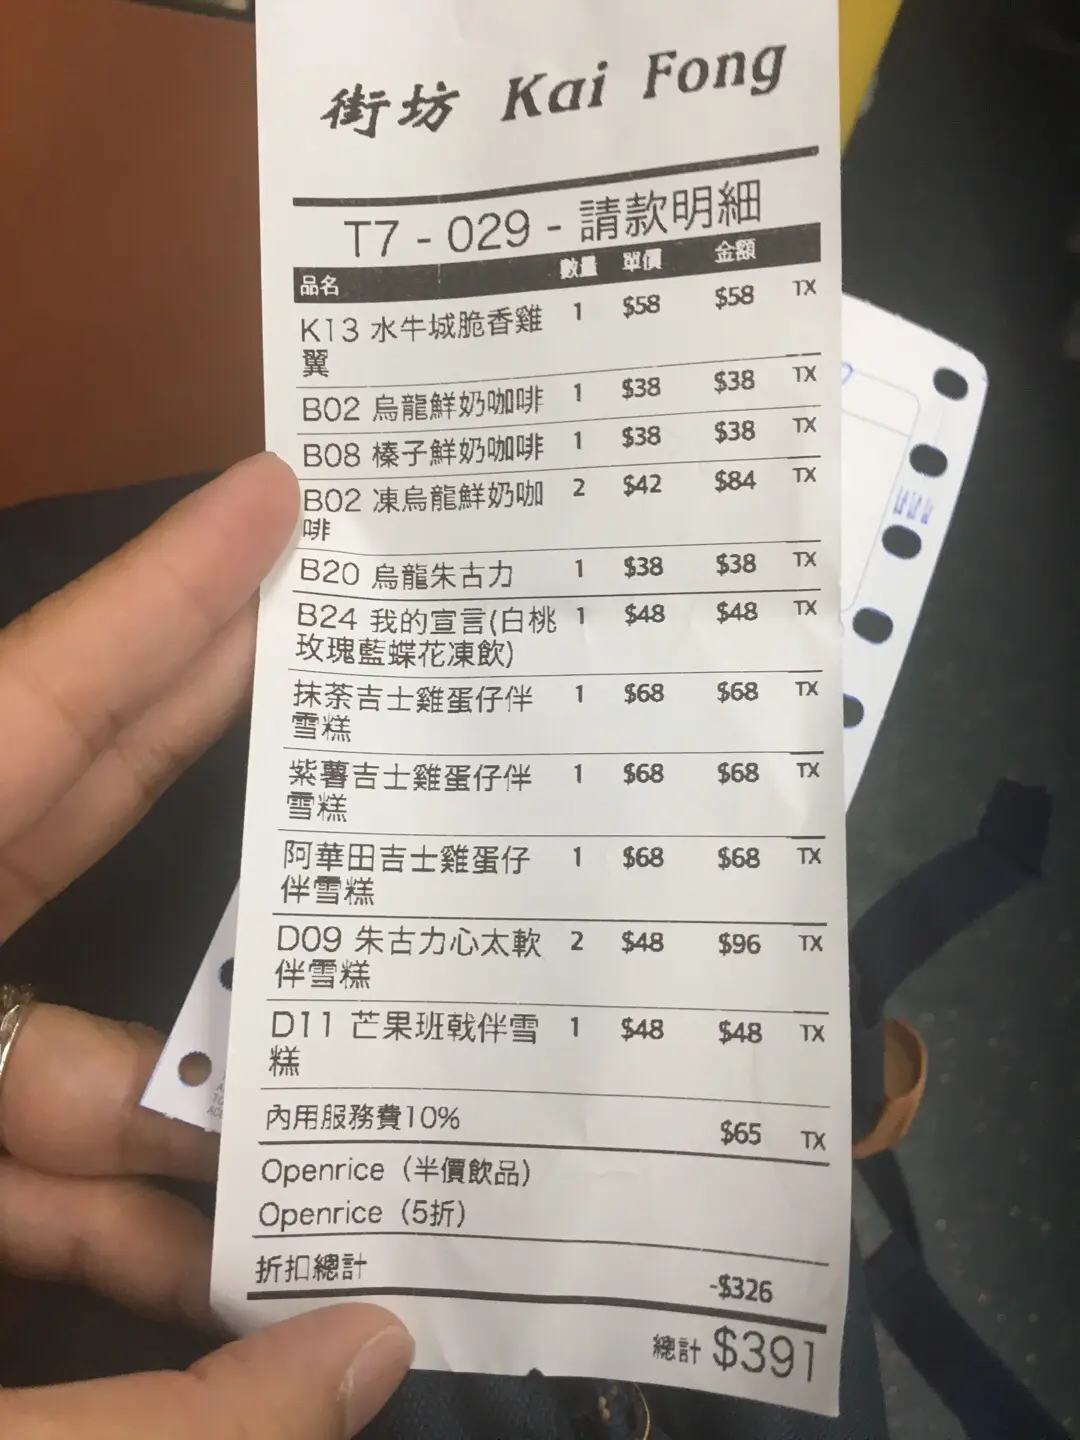 街坊 Kai Fong
T7 - 029 - 請款明細
品名 數量 單價 金額
K13 水牛城脆香雞 1 $58 $58 TX
翼
B02 烏龍鮮奶咖啡 1 $38 $38 TX
B08 榛子鮮奶咖啡 1 $38 $38 TX
B02 凍烏龍鮮奶咖 2 $42 $84 TX
啡
B20 烏龍朱古力 1 $38 $38 TX
B24 我的宣言(白桃 1 $48 $48 TX
玫瑰藍蝶花凍飲)
抹茶吉士雞蛋仔伴 1 $68 $68 TX
雪糕
紫薯吉士雞蛋仔伴 1 $68 $68 TX
雪糕
阿華田吉士雞蛋仔 1 $68 $68 TX
伴雪糕
D09 朱古力心太軟 2 $48 $96 TX
伴雪糕
D11 芒果班戟伴雪 1 $48 $48 TX
糕
內用服務費10% $65 TX
Openrice（半價飲品）
Openrice（5折）
折扣總計 -$326
總計 $391